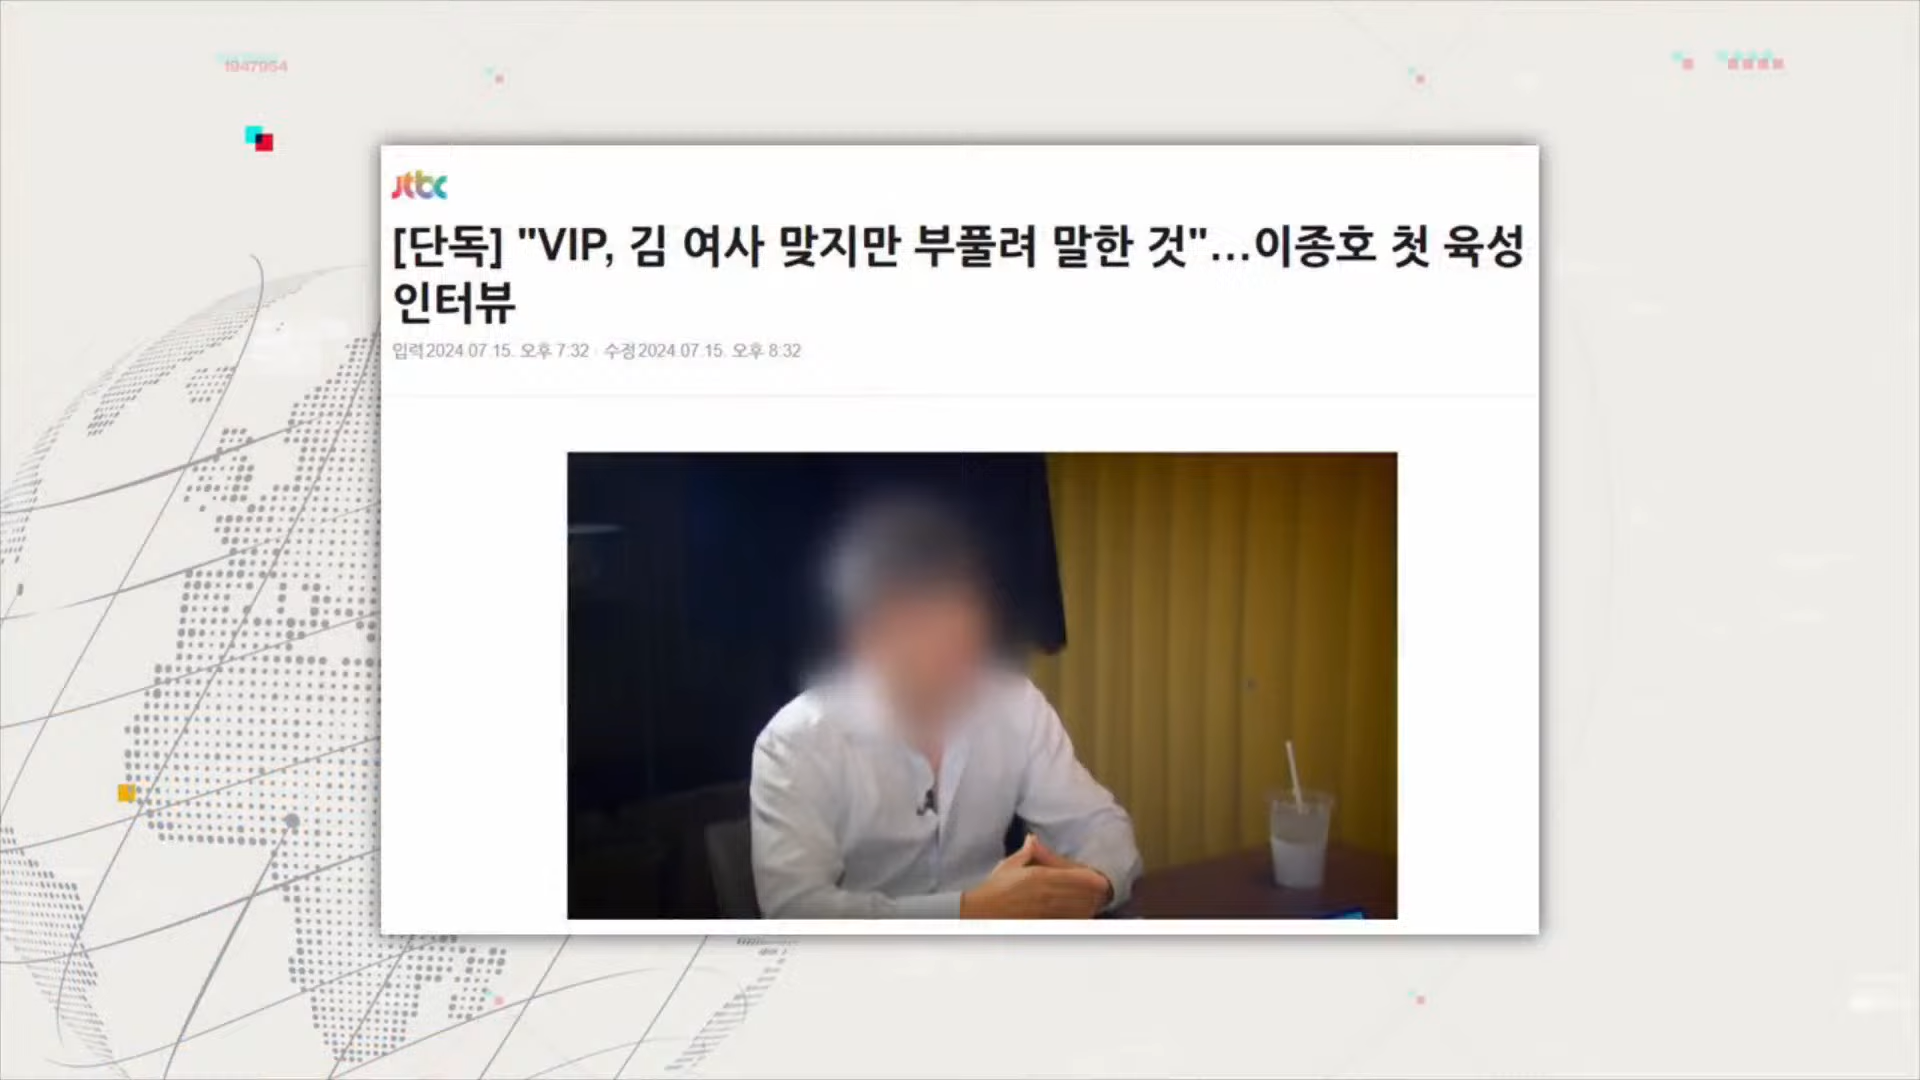 1947954
jtbc
[단독] "VIP, 김 여사 맞지만 부풀려 말한 것"...이종호 첫 육성
인터뷰
입력 2024.07.15. 오후 7:32 · 수정 2024.07.15. 오후 8:32